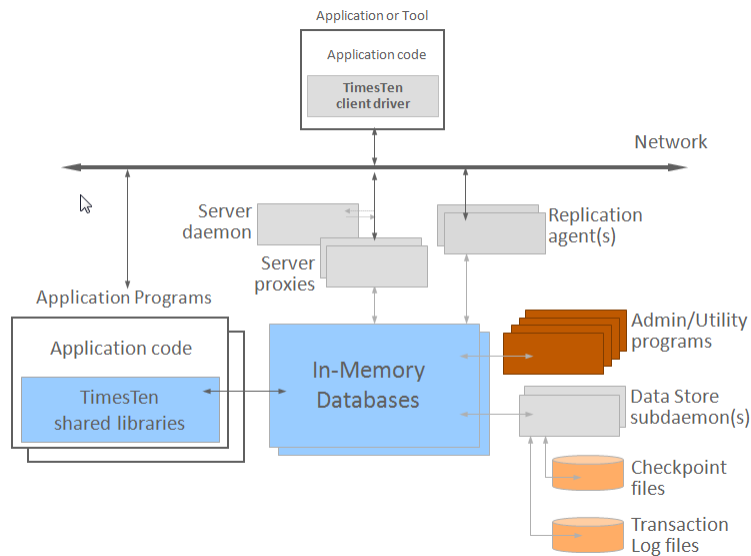 Application or Tool
Application code
TimesTen
client driver
Network
Server
daemon
Server
proxies
Replication
agent(s)
Application Programs
Application code
TimesTen
shared libraries
In-Memory
Databases
Admin/Utility
programs
Data Store
subdaemon(s)
Checkpoint
files
Transaction
Log files